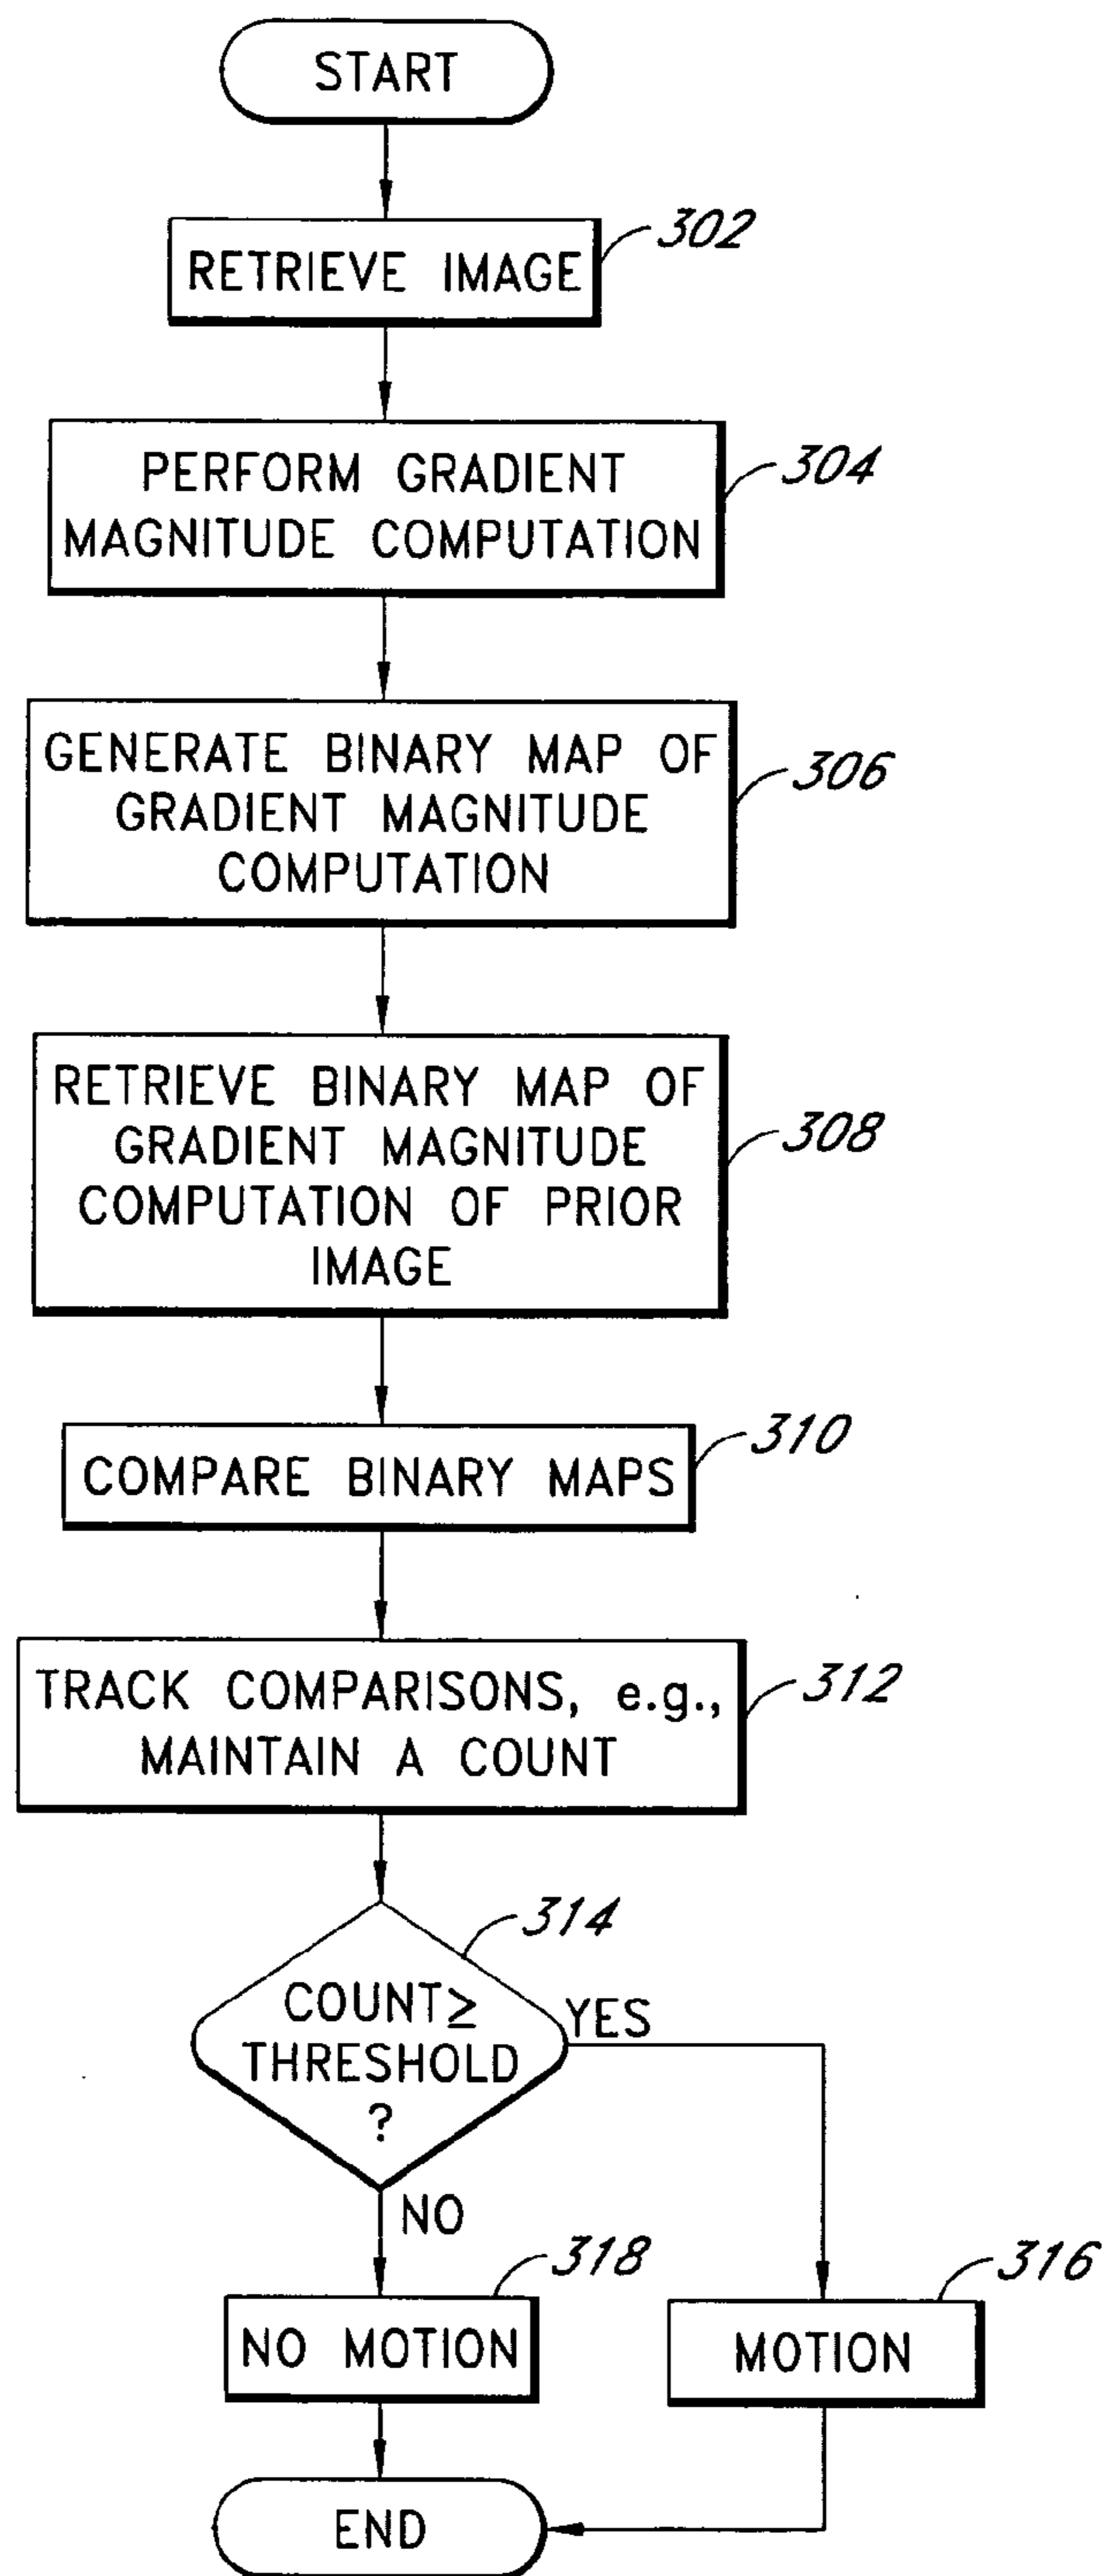 START
302
RETRIEVE IMAGE
304
PERFORM GRADIENT
MAGNITUDE COMPUTATION
306
GENERATE BINARY MAP OF
GRADIENT MAGNITUDE
COMPUTATION
308
RETRIEVE BINARY MAP OF
GRADIENT MAGNITUDE
COMPUTATION OF PRIOR
IMAGE
310
COMPARE BINARY MAPS
312
TRACK COMPARISONS, e.g.,
MAINTAIN A COUNT
314
COUNT≥
THRESHOLD
?
YES
NO
318
NO MOTION
316
MOTION
END